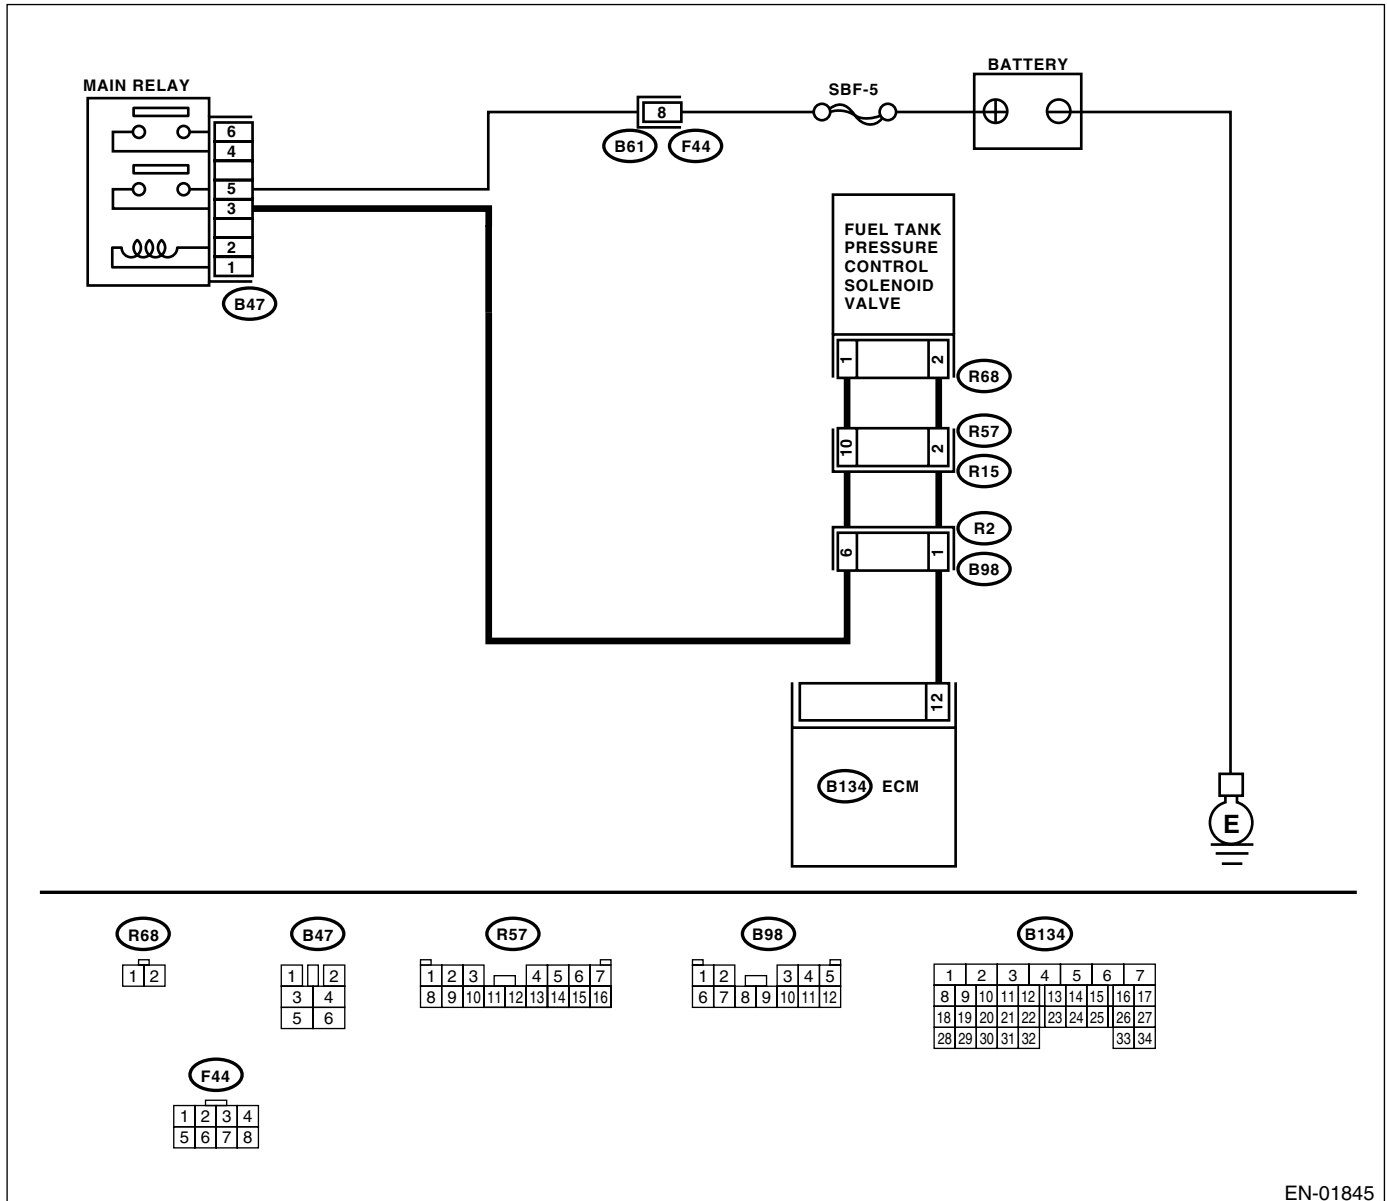 BATTERY
MAIN RELAY
SBF-5
8
B61 F44
6
4
5
3
2
1
B47
FUEL TANK
PRESSURE
CONTROL
SOLENOID
VALVE
1 2
R68
R57
10 2
R15
R2
6 1
B98
12
B134 ECM
E
R68 B47 R57 B98 B134
1 2
1 2
3 4
5 6
1 2 3 4 5 6 7
8 9 10 11 12 13 14 15 16
1 2 3 4 5
6 7 8 9 10 11 12
1 2 3 4 5 6 7
8 9 10 11 12 13 14 15 16 17
18 19 20 21 22 23 24 25 26 27
28 29 30 31 32 33 34
F44
1 2 3 4
5 6 7 8
EN-01845